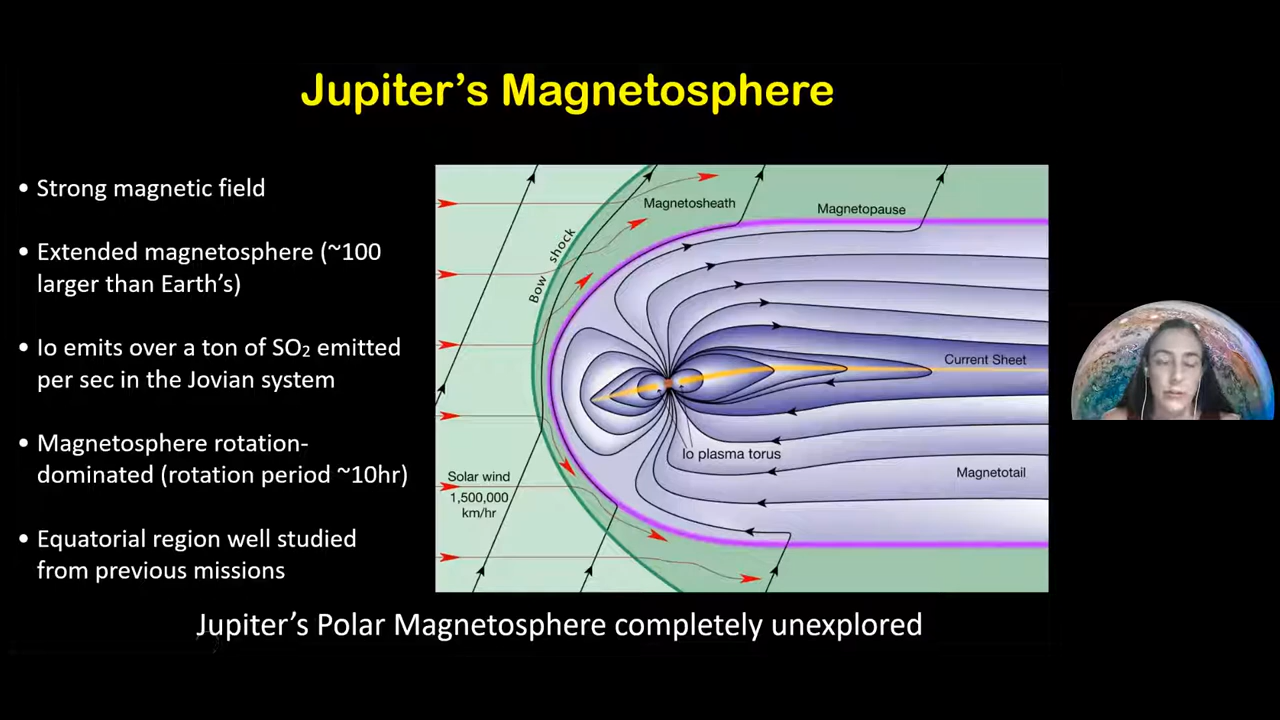 Jupiter's Magnetosphere
• Strong magnetic field
• Extended magnetosphere (~100
larger than Earth's)
• Io emits over a ton of SO₂ emitted
per sec in the Jovian system
• Magnetosphere rotation-
dominated (rotation period ~10hr)
• Equatorial region well studied
from previous missions
Magnetosheath
Magnetopause
Bow shock
Current Sheet
Io plasma torus
Magnetotail
Solar wind
1,500,000
km/hr
Jupiter's Polar Magnetosphere completely unexplored